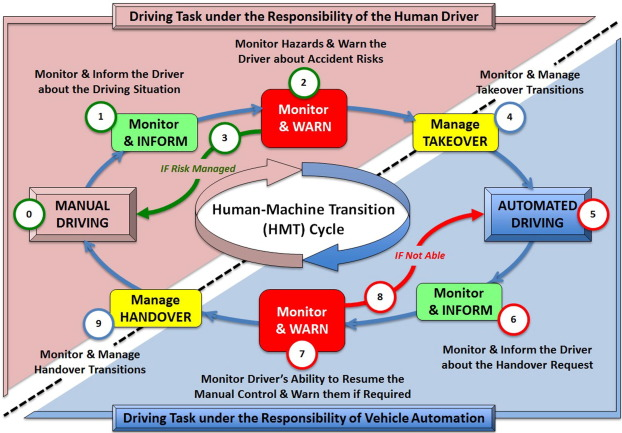 Driving Task under the Responsibility of the Human Driver
Monitor Hazards & Warn the
Driver about Accident Risks
Monitor & Inform the Driver
about the Driving Situation
Monitor & Manage
Takeover Transitions
2
1
Monitor
& INFORM
Monitor
& WARN
3
4
Manage
TAKEOVER
IF Risk Managed
0
MANUAL
DRIVING
Human-Machine Transition
(HMT) Cycle
AUTOMATED
DRIVING
5
IF Not Able
Manage
HANDOVER
9
Monitor
& WARN
7
8
Monitor
& INFORM
6
Monitor & Manage
Handover Transitions
Monitor & Inform the Driver
about the Handover Request
Monitor Driver's Ability to Resume the
Manual Control & Warn them if Required
Driving Task under the Responsibility of Vehicle Automation